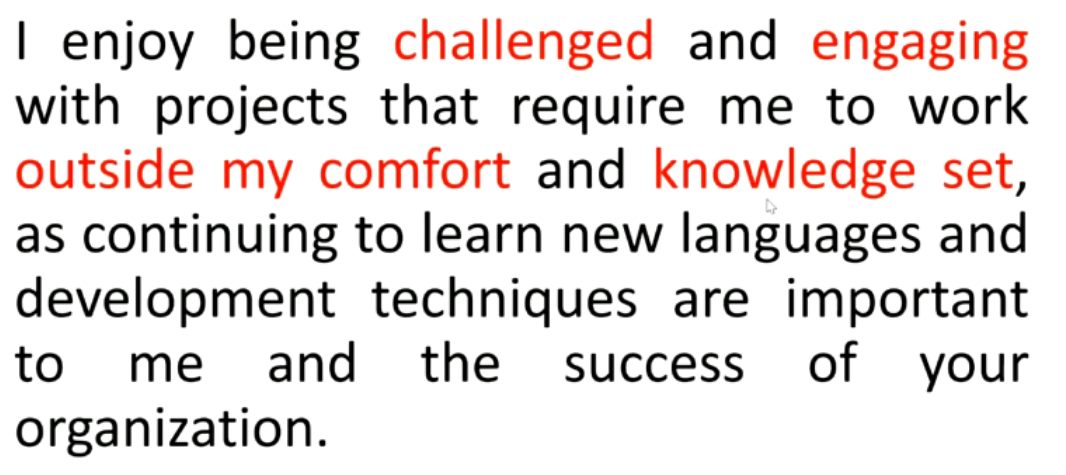 I enjoy being challenged and engaging
with projects that require me to work
outside my comfort and knowledge set,
as continuing to learn new languages and
development techniques are important
to me and the success of your
organization.